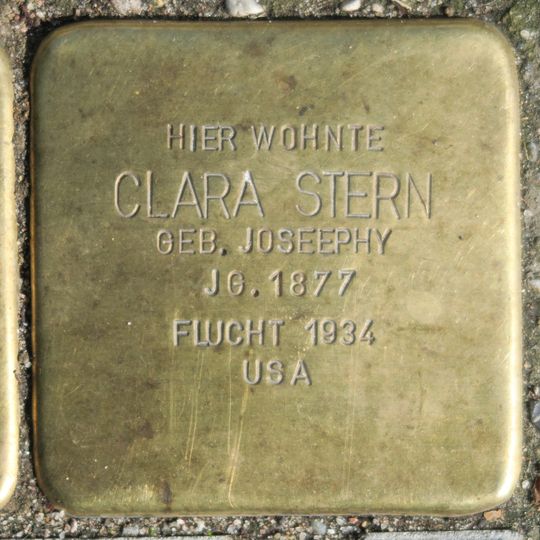 HIER WOHNTE
CLARA STERN
GEB. JOSEEPHY
JG. 1877
FLUCHT 1934
USA